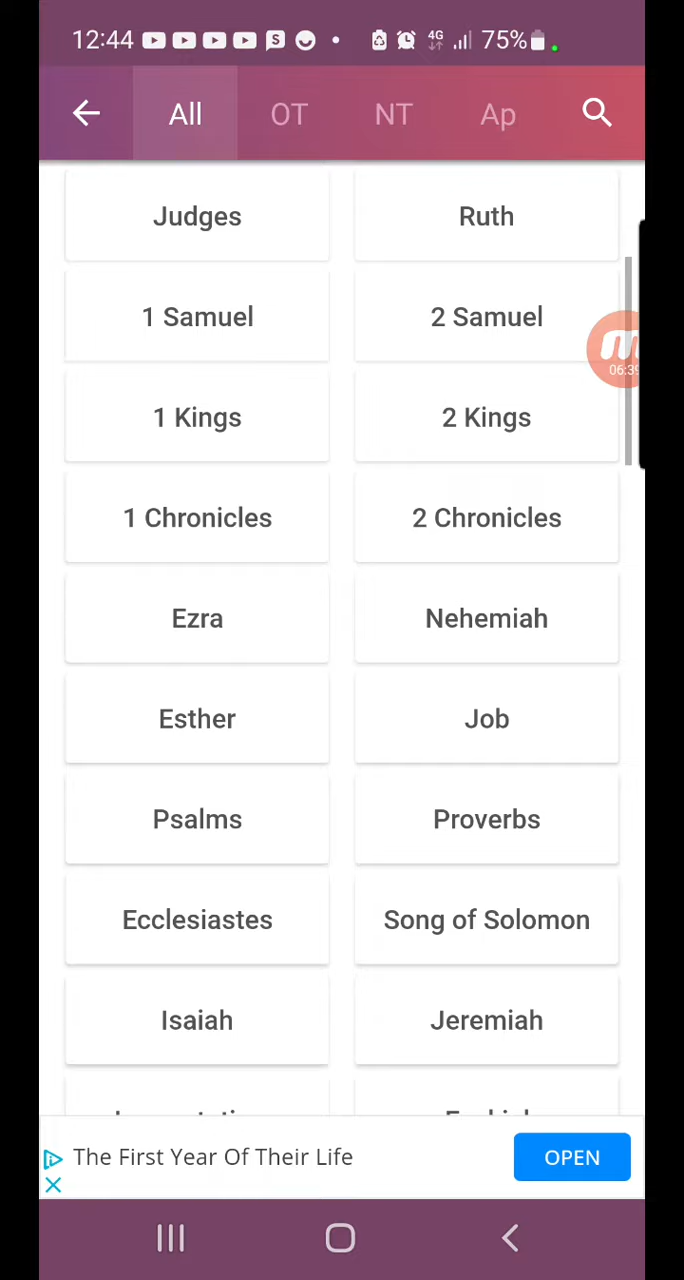 12:44 4G 75%
All OT NT Ap
Judges Ruth
1 Samuel 2 Samuel
06:39
1 Kings 2 Kings
1 Chronicles 2 Chronicles
Ezra Nehemiah
Esther Job
Psalms Proverbs
Ecclesiastes Song of Solomon
Isaiah Jeremiah
The First Year Of Their Life OPEN